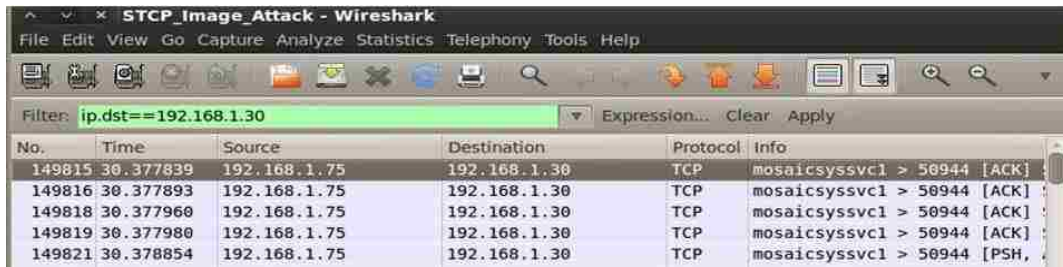 STCP_Image_Attack - Wireshark
File Edit View Go Capture Analyze Statistics Telephony Tools Help
Filter: ip.dst==192.168.1.30 Expression... Clear Apply
No. Time Source Destination Protocol Info
149815 30.377839 192.168.1.75 192.168.1.30 TCP mosaicsyssvc1 > 50944 [ACK]
149816 30.377893 192.168.1.75 192.168.1.30 TCP mosaicsyssvc1 > 50944 [ACK]
149818 30.377960 192.168.1.75 192.168.1.30 TCP mosaicsyssvc1 > 50944 [ACK]
149819 30.377980 192.168.1.75 192.168.1.30 TCP mosaicsyssvc1 > 50944 [ACK]
149821 30.378854 192.168.1.75 192.168.1.30 TCP mosaicsyssvc1 > 50944 [PSH,